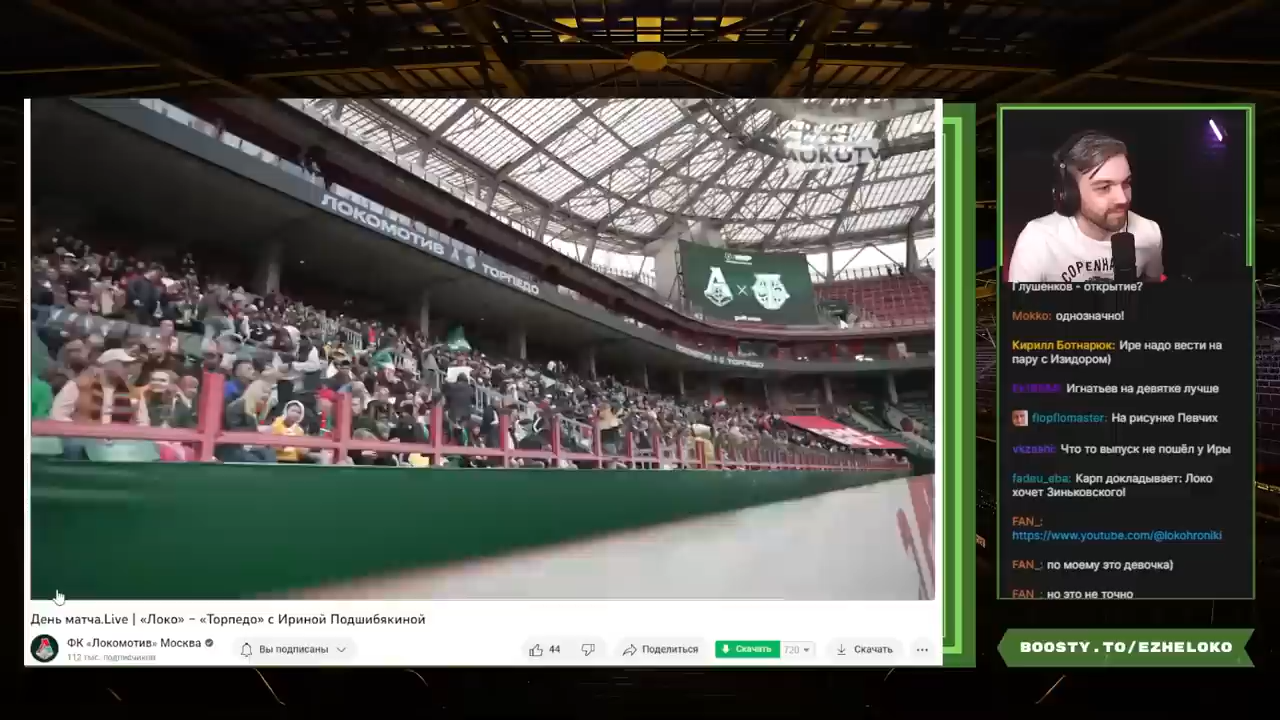 ЛОКОМОТИВ
ТОРПЕДО
ЛОКОTV
День матча.Live | «Локо» – «Торпедо» с Ириной Подшибякиной
ФК «Локомотив» Москва
112 тыс. подписчиков
Вы подписаны
44
Поделиться
Скачать
720
Скачать
COPENHA
Глушенков - открытие?
Mokko: однозначно!
Кирилл Ботнарюк: Ире надо вести на
пару с Изидором)
Игнатьев на девятке лучше
flopflomaster: На рисунке Певчих
Что то выпуск не пошёл у Иры
fadeu_eba: Карп докладывает: Локо
хочет Зиньковского!
FAN_:
https://www.youtube.com/@lokohroniki
FAN_: по моему это девочка)
FAN_: но это не точно
BOOSTY.TO/EZHELOKO